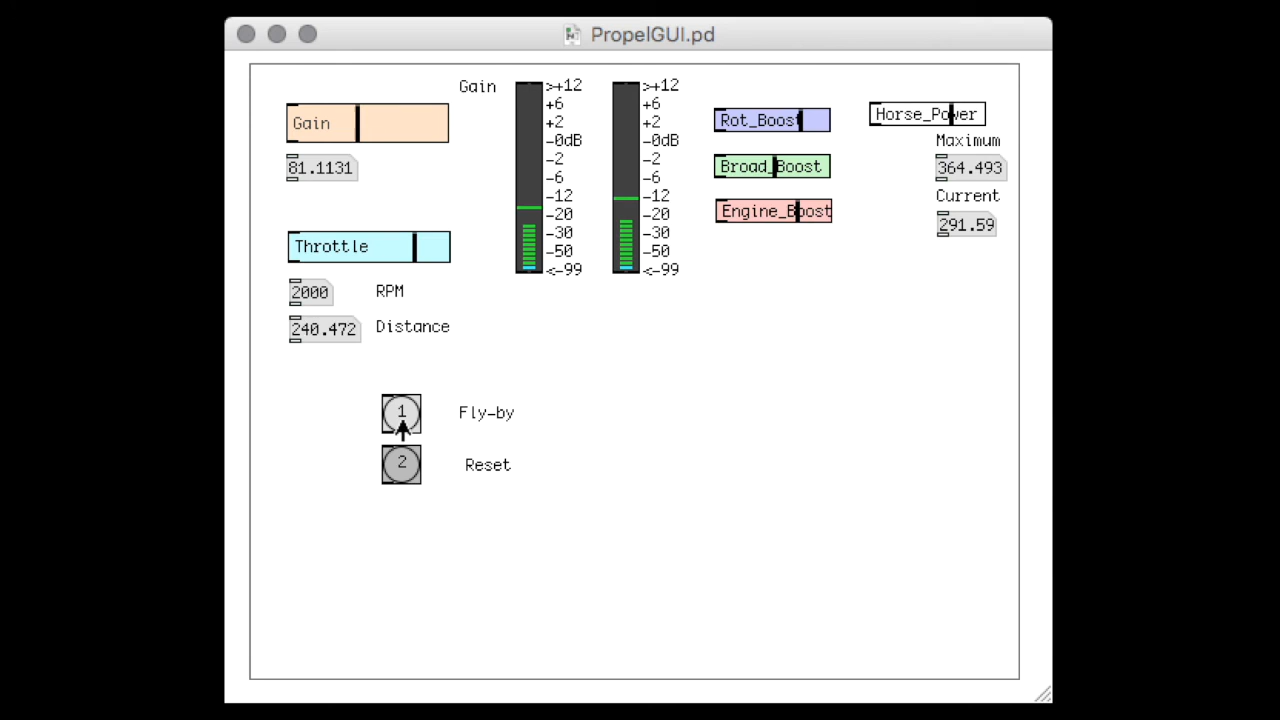 PropelGUI.pd
Gain
>+12
+6
+2
-0dB
-2
-6
-12
-20
-30
-50
<-99
>+12
+6
+2
-0dB
-2
-6
-12
-20
-30
-50
<-99
Gain
81.1131
Throttle
2000 RPM
240.472 Distance
1 Fly-by
2 Reset
Rot_Boost
Broad_Boost
Engine_Boost
Horse_Power
Maximum
364.493
Current
291.59